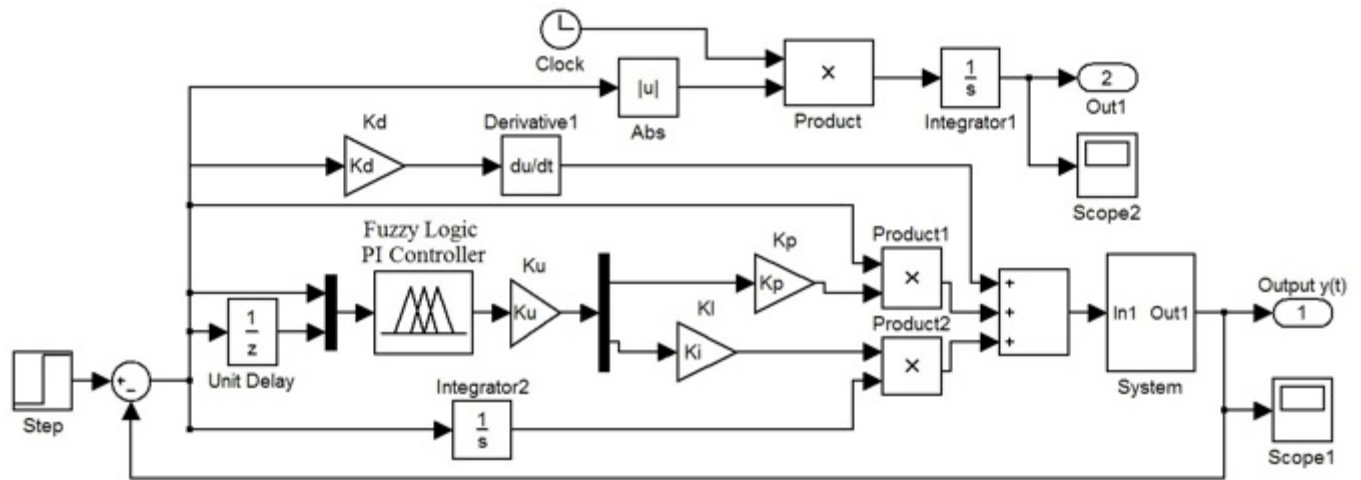 Clock
|u|
Abs
×
Product
1
s
Integrator1
2
Out1
Scope2
Kd
Kd
Derivative1
du/dt
Fuzzy Logic
PI Controller
Ku
Ku
Kp
Kp
KI
Ki
Product1
×
Product2
×
+
+
+
In1 Out1
System
Output y(t)
1
Scope1
1
z
Unit Delay
Integrator2
1
s
Step
+
−